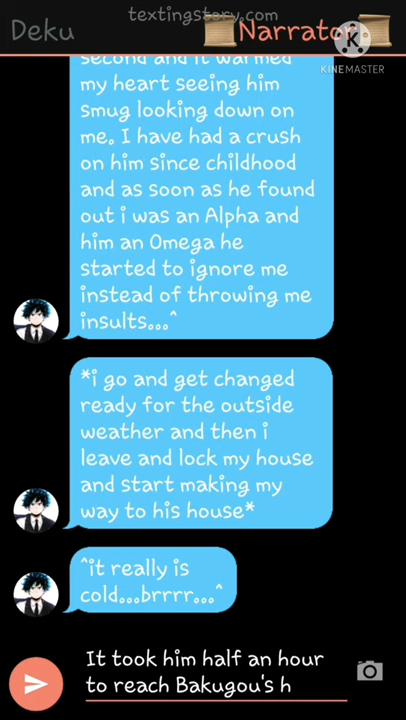 textingstory.com
Deku
Narrator
KINEMASTER
second and it warmed
my heart seeing him
smug looking down on
me. I have had a crush
on him since childhood
and as soon as he found
out i was an Alpha and
him an Omega he
started to ignore me
instead of throwing me
insults...^
*i go and get changed
ready for the outside
weather and then i
leave and lock my house
and start making my
way to his house*
^it really is
cold...brrrr...^
It took him half an hour
to reach Bakugou's h